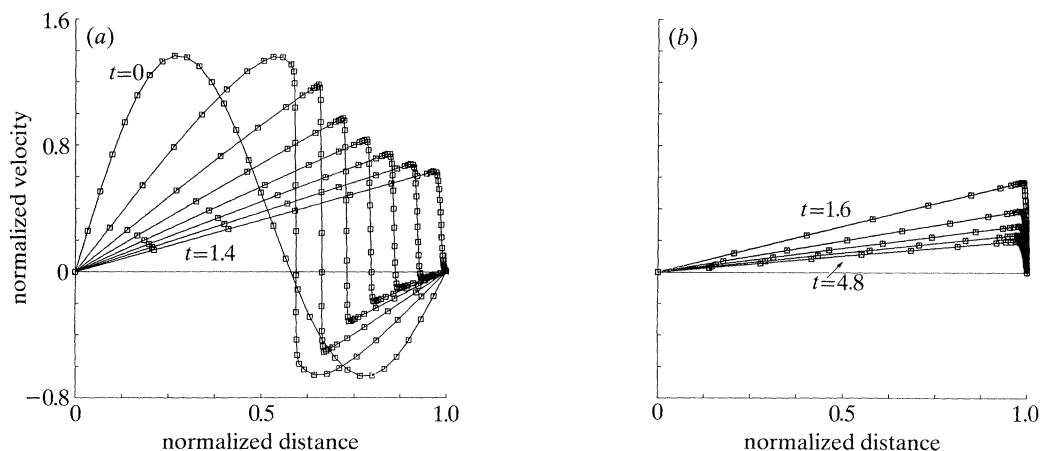 (a)
1.6
0.8
0
−0.8
normalized velocity
t=0
t=1.4
0
0.5
1.0
normalized distance
(b)
t=1.6
t=4.8
0
0.5
1.0
normalized distance